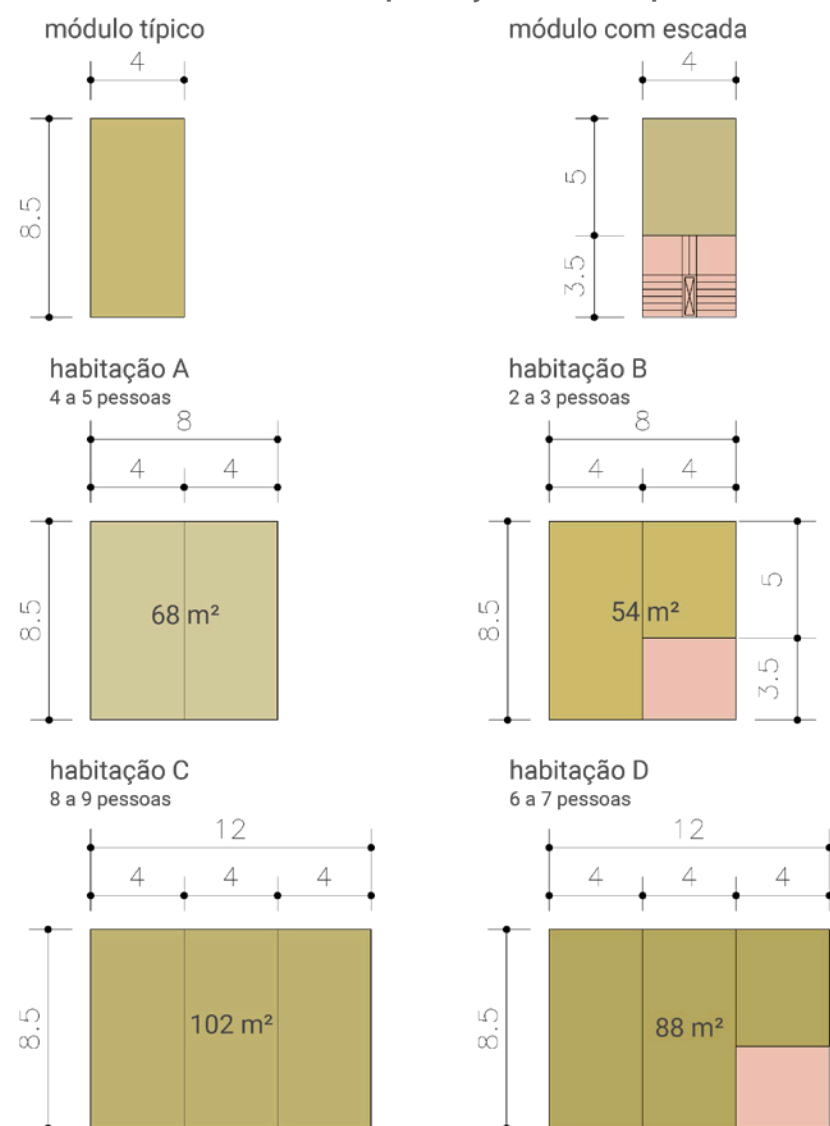 módulo típico
4
8.5
módulo com escada
4
5
3.5
habitação A
4 a 5 pessoas
8
4 4
8.5
68 m²
habitação B
2 a 3 pessoas
8
4 4
8.5
54 m²
5
3.5
habitação C
8 a 9 pessoas
12
4 4 4
8.5
102 m²
habitação D
6 a 7 pessoas
12
4 4 4
8.5
88 m²